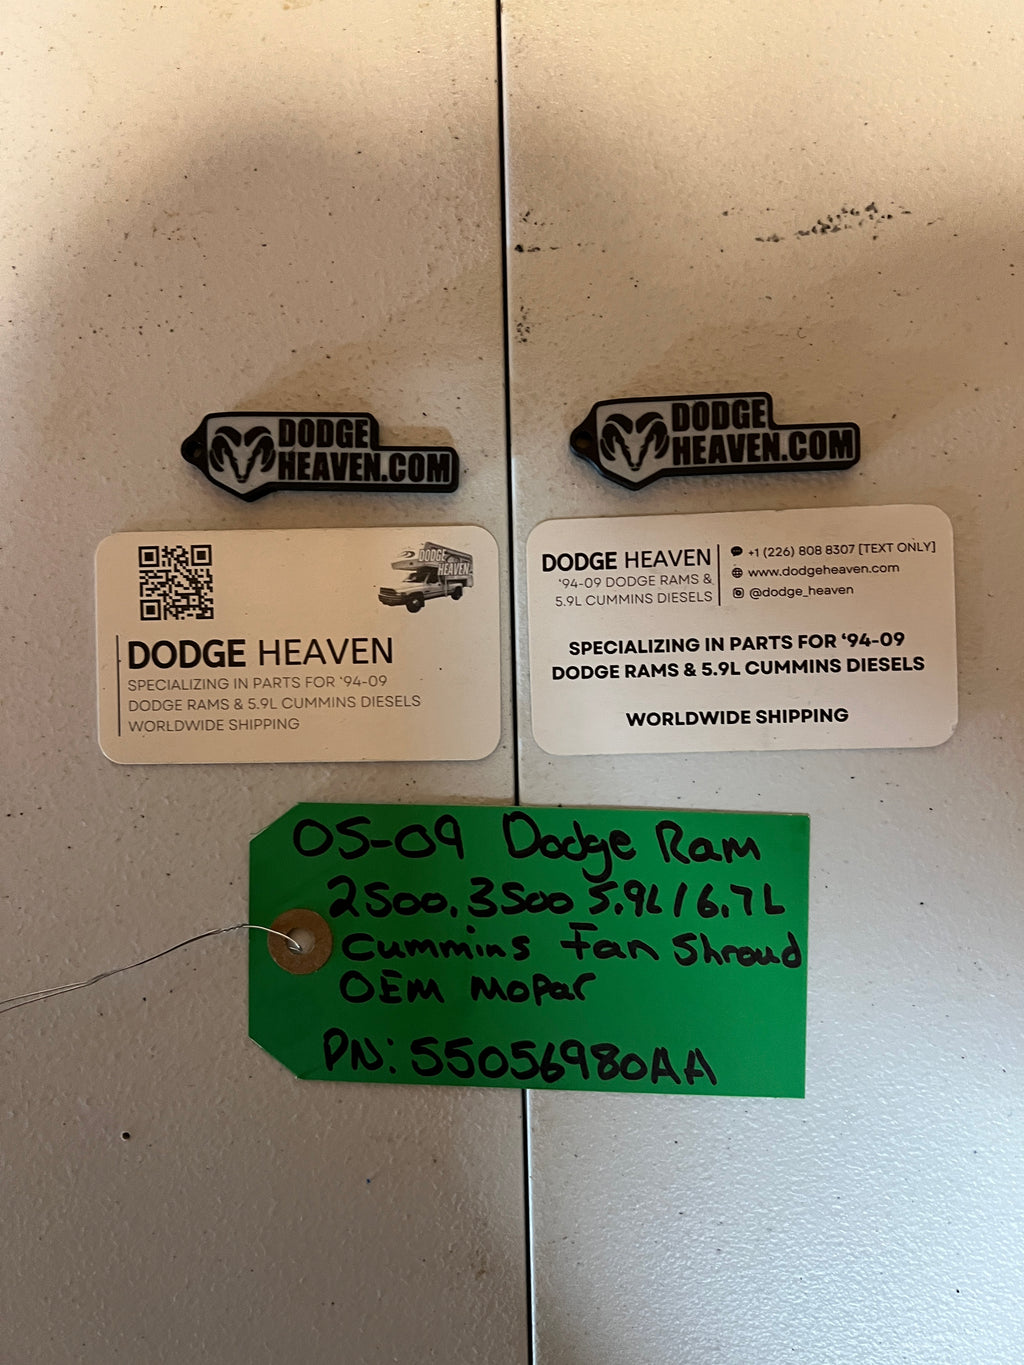 DODGE
HEAVEN.COM
DODGE
HEAVEN.COM
DODGE
HEAVEN
DODGE HEAVEN
SPECIALIZING IN PARTS FOR ‘94-09
DODGE RAMS & 5.9L CUMMINS DIESELS
WORLDWIDE SHIPPING
DODGE HEAVEN
‘94-09 DODGE RAMS &
5.9L CUMMINS DIESELS
+1 (226) 808 8307 [TEXT ONLY]
www.dodgeheaven.com
@dodge_heaven
SPECIALIZING IN PARTS FOR ‘94-09
DODGE RAMS & 5.9L CUMMINS DIESELS
WORLDWIDE SHIPPING
05-09 Dodge Ram
2500, 3500 5.9L/6.7L
Cummins Fan Shroud
OEM Mopar
PN: 55056980AA